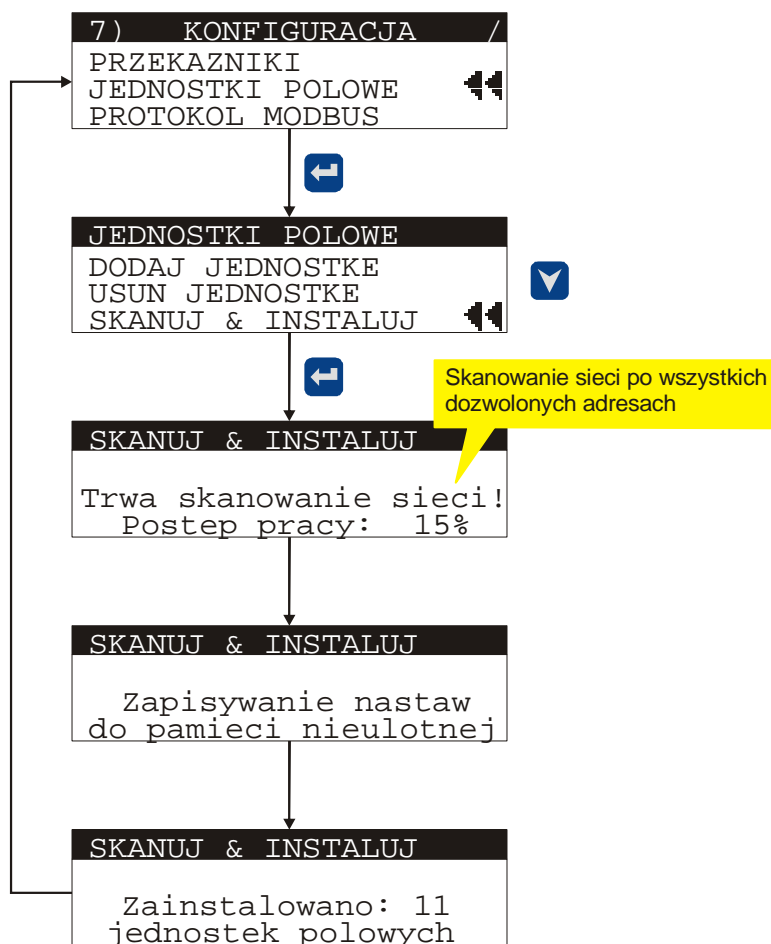 7) KONFIGURACJA /
PRZEKAZNIKI
JEDNOSTKI POLOWE
PROTOKOL MODBUS
JEDNOSTKI POLOWE
DODAJ JEDNOSTKE
USUN JEDNOSTKE
SKANUJ & INSTALUJ
Skanowanie sieci po wszystkich
dozwolonych adresach
SKANUJ & INSTALUJ
Trwa skanowanie sieci!
Postep pracy: 15%
SKANUJ & INSTALUJ
Zapisywanie nastaw
do pamieci nieulotnej
SKANUJ & INSTALUJ
Zainstalowano: 11
jednostek polowych